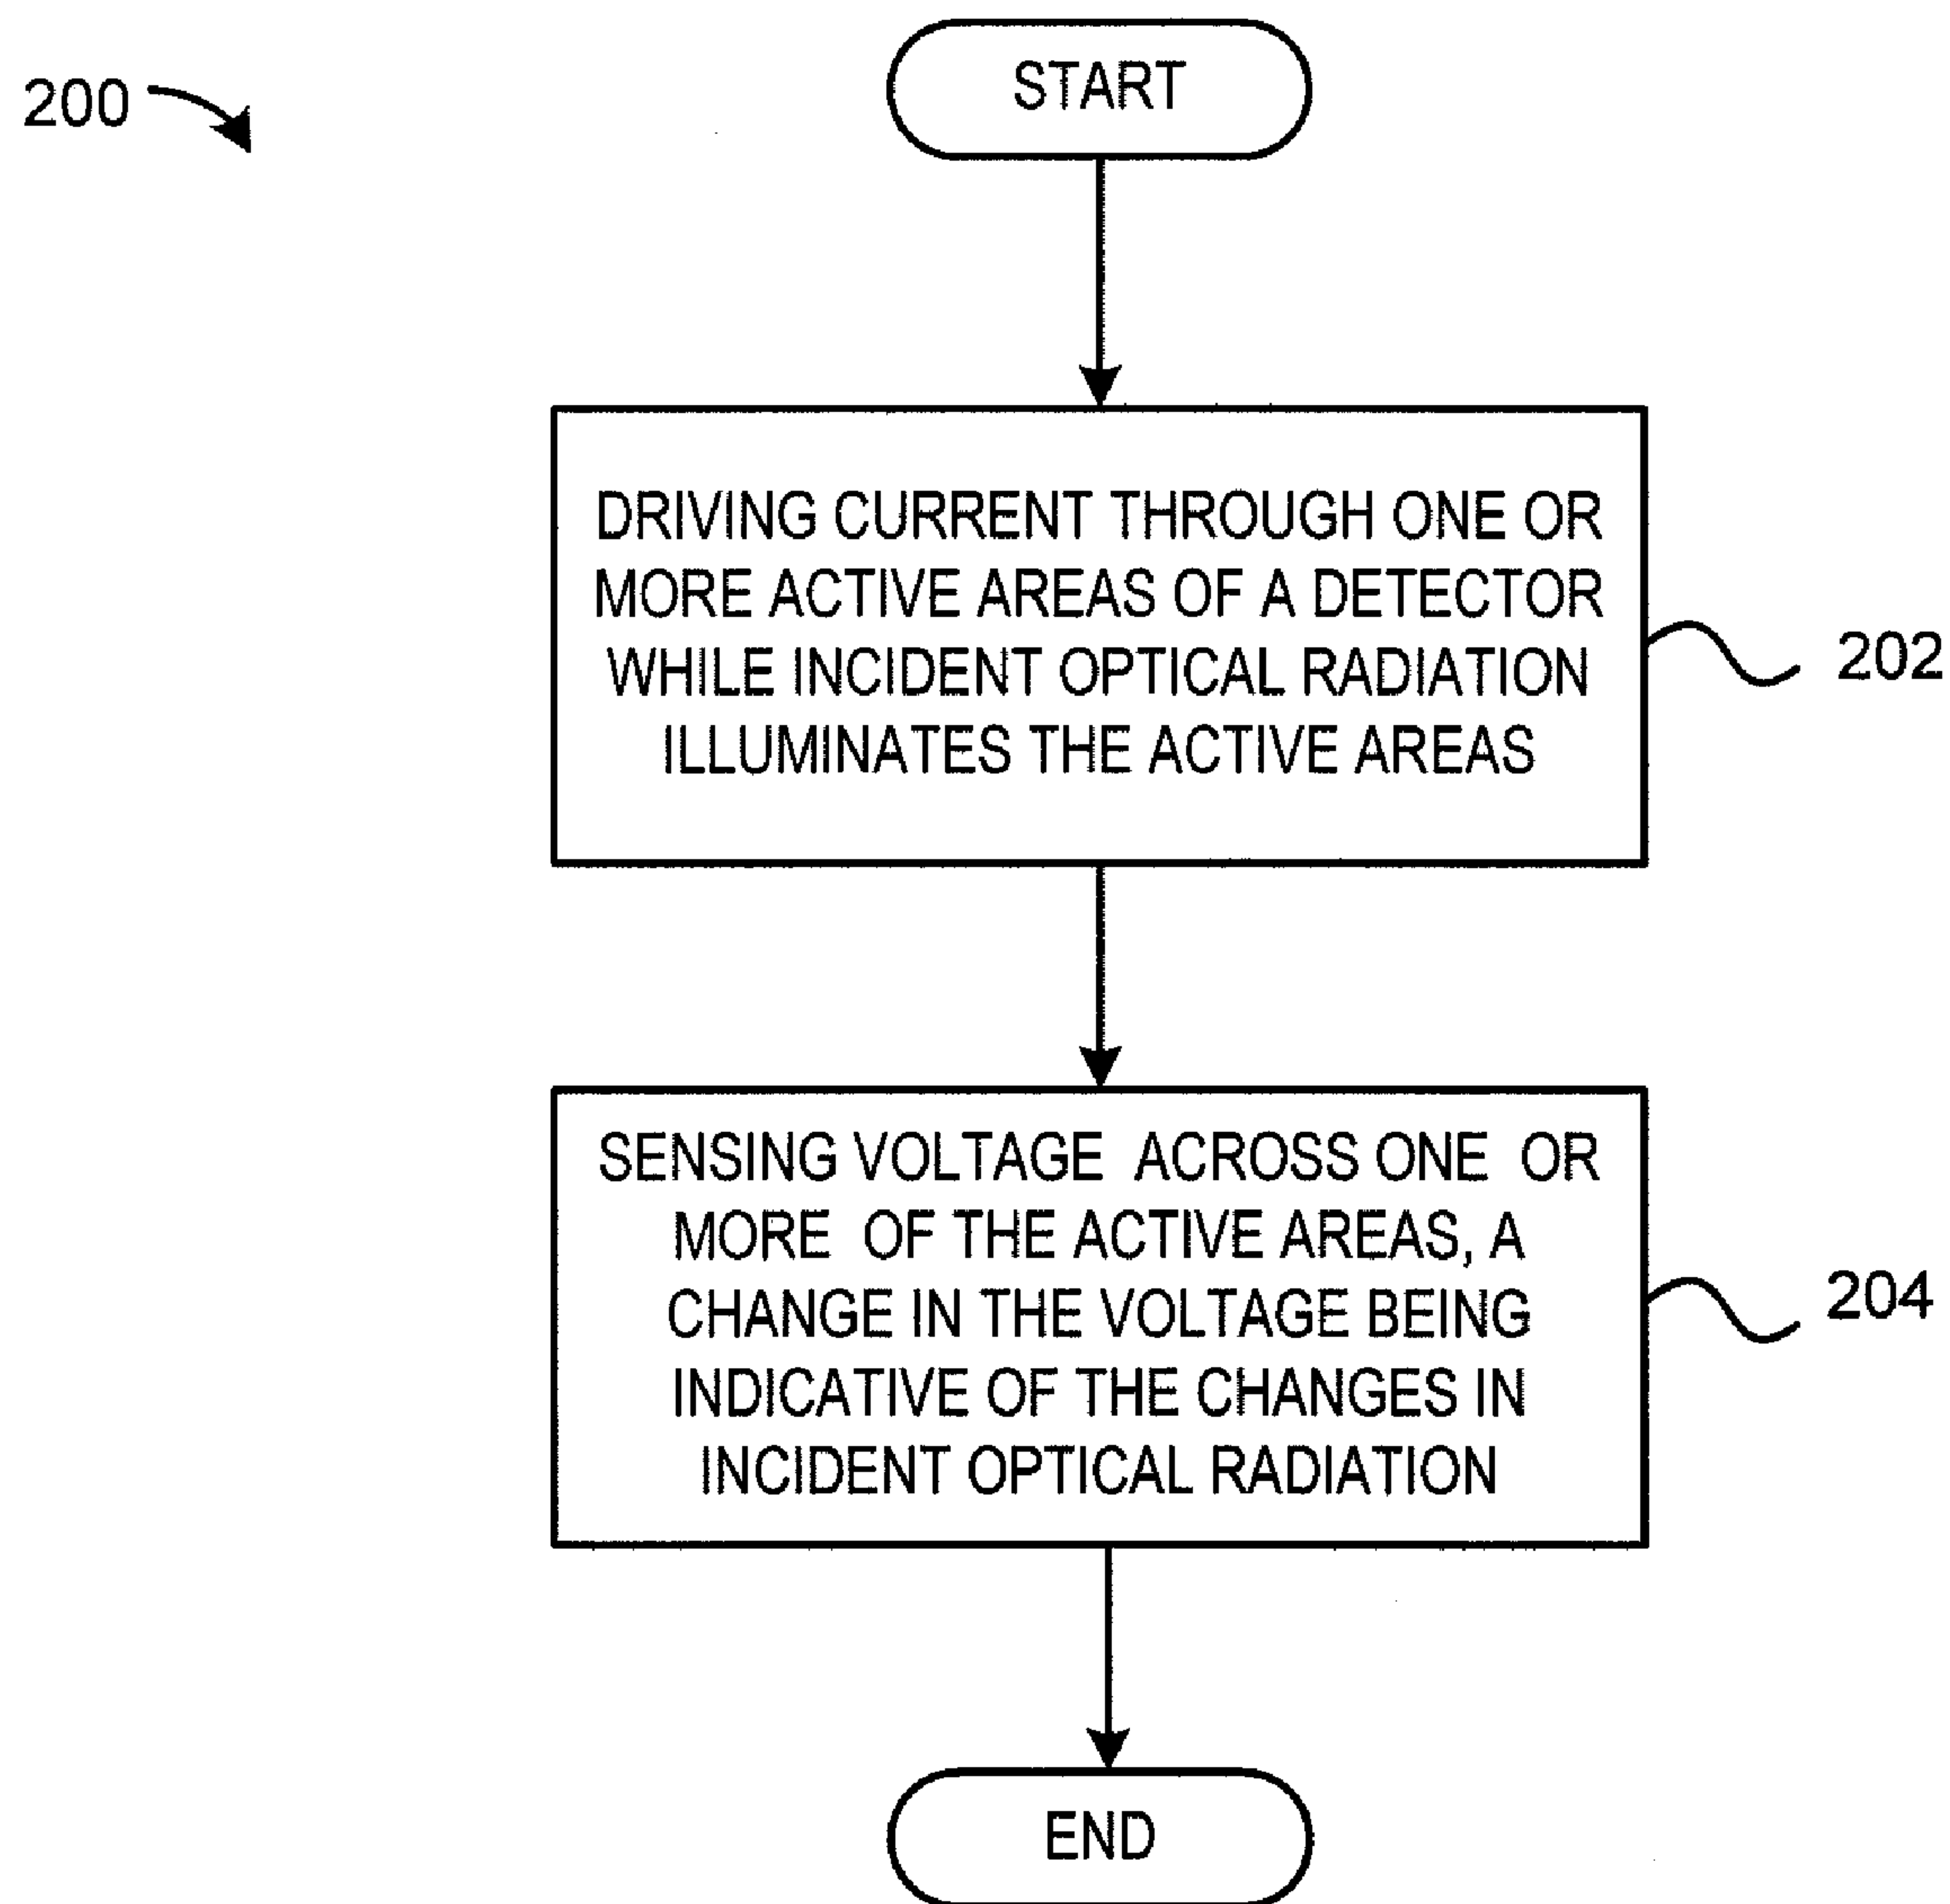 200
START
DRIVING CURRENT THROUGH ONE OR
MORE ACTIVE AREAS OF A DETECTOR
WHILE INCIDENT OPTICAL RADIATION
ILLUMINATES THE ACTIVE AREAS
202
SENSING VOLTAGE ACROSS ONE OR
MORE OF THE ACTIVE AREAS, A
CHANGE IN THE VOLTAGE BEING
INDICATIVE OF THE CHANGES IN
INCIDENT OPTICAL RADIATION
204
END